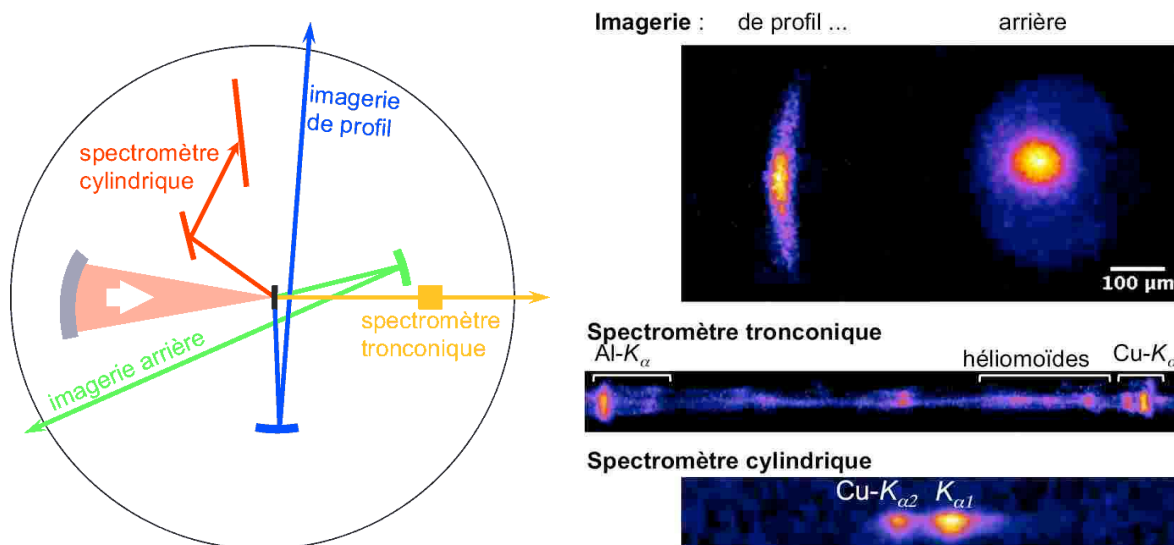 imagerie
de profil
spectromètre
cylindrique
spectromètre
tronconique
imagerie arrière
Imagerie : de profil ... arrière
100 µm
Spectromètre tronconique
Al-Kα héliomoïdes Cu-Kα
Spectromètre cylindrique
Cu-Kα2 Kα1